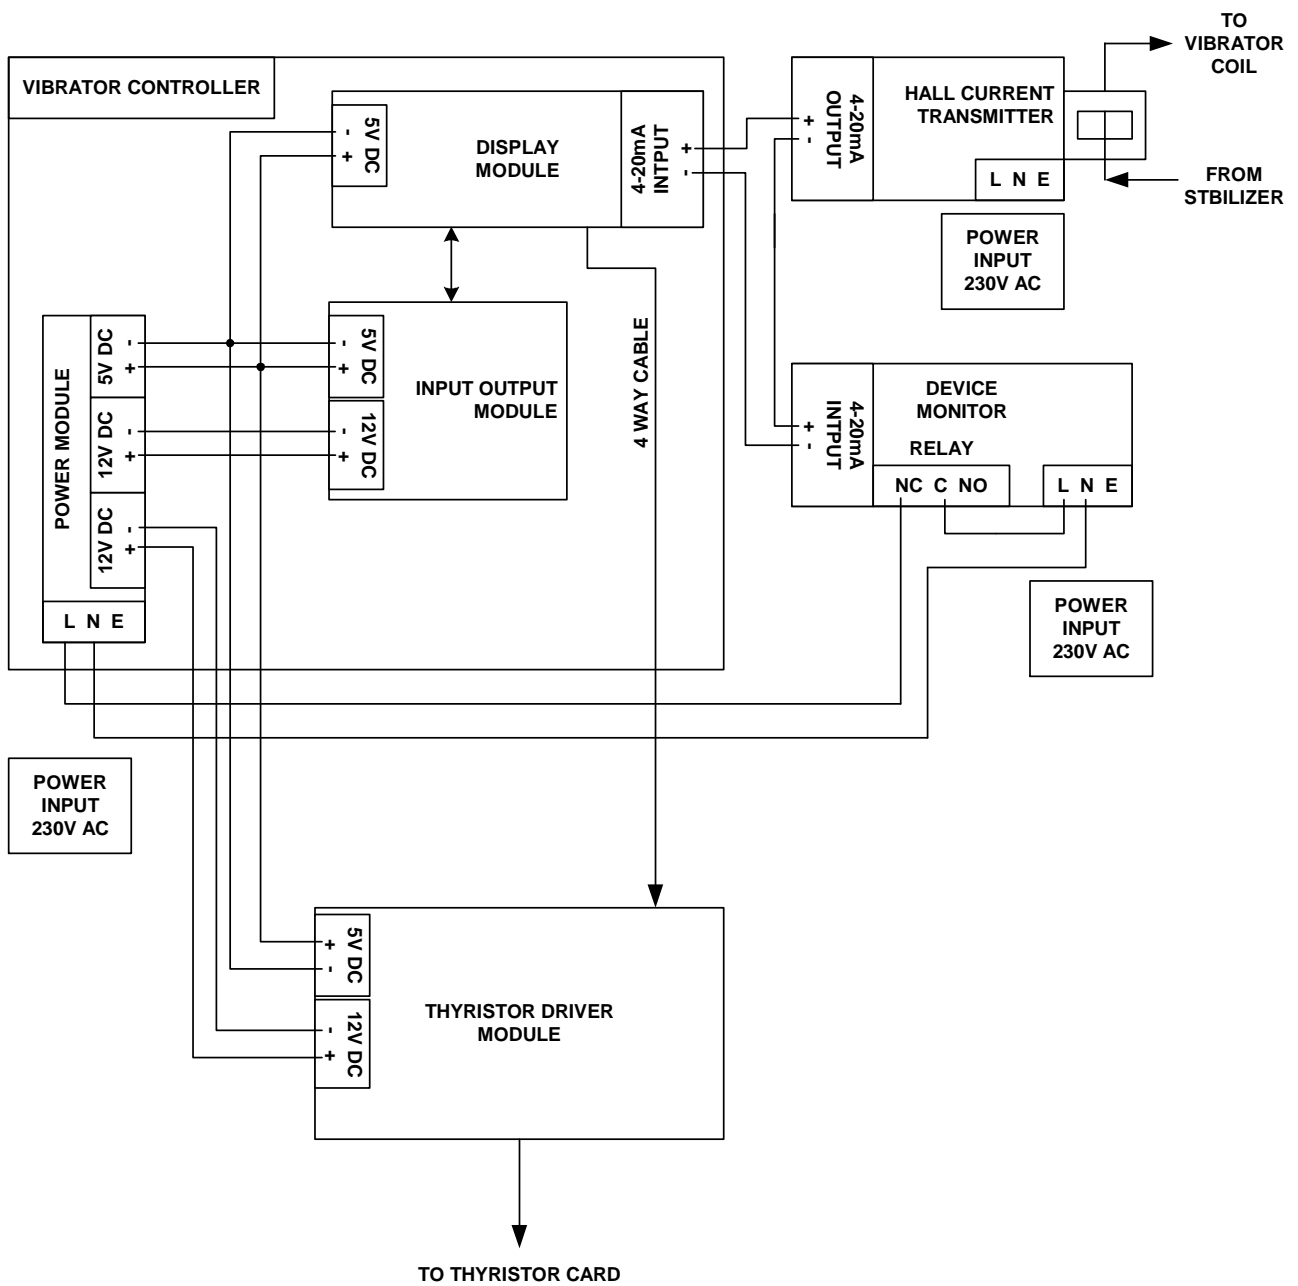 TO
VIBRATOR
COIL
VIBRATOR CONTROLLER
5V DC
- +
DISPLAY
MODULE
4-20mA
INTPUT
+ -
4-20mA
OUTPUT
+ -
HALL CURRENT
TRANSMITTER
L N E
FROM
STBILIZER
POWER
INPUT
230V AC
POWER MODULE
5V DC
- +
12V DC
- +
12V DC
- +
L N E
5V DC
- +
12V DC
- +
INPUT OUTPUT
MODULE
4 WAY CABLE
4-20mA
INTPUT
+ -
DEVICE
MONITOR
RELAY
NC C NO
L N E
POWER
INPUT
230V AC
POWER
INPUT
230V AC
5V DC
+ -
12V DC
- +
THYRISTOR DRIVER
MODULE
TO THYRISTOR CARD